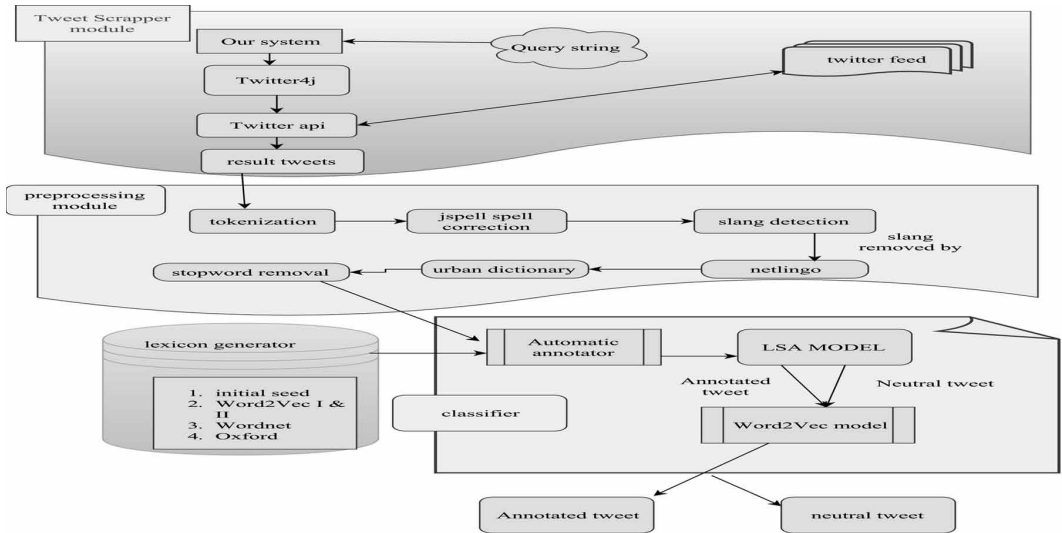 Tweet Scrapper
module
Our system
Query string
twitter feed
Twitter4j
Twitter api
result tweets
preprocessing
module
tokenization
jspell spell
correction
slang detection
slang
removed by
stopword removal
urban dictionary
netlingo
lexicon generator
1. initial seed
2. Word2Vec I &
II
3. Wordnet
4. Oxford
Automatic
annotator
LSA MODEL
Annotated
tweet
Neutral tweet
classifier
Word2Vec model
Annotated tweet
neutral tweet